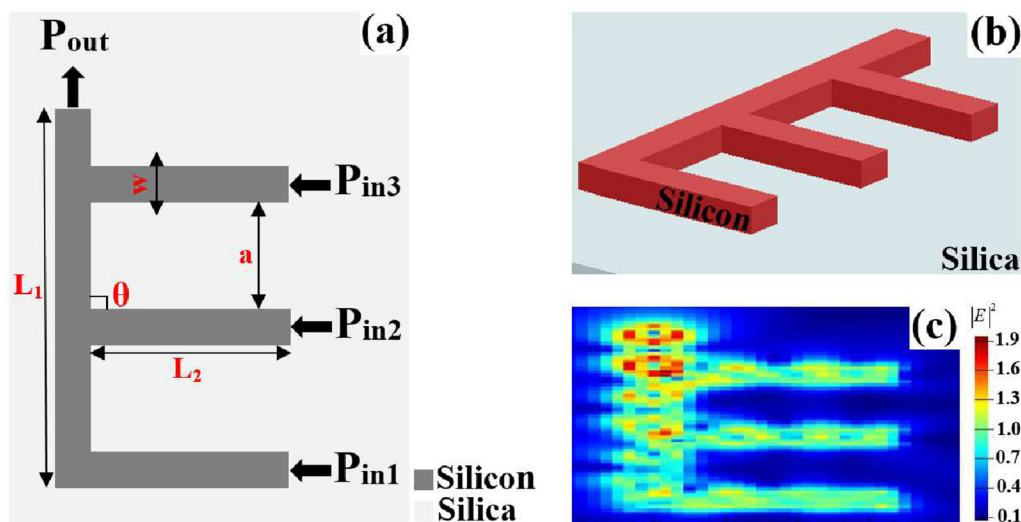 (a)
Pout
w
Pin3
a
L1
θ
Pin2
L2
Pin1
Silicon
Silica
(b)
Silicon
Silica
(c)
|E|²
1.9
1.6
1.3
1.0
0.7
0.4
0.1